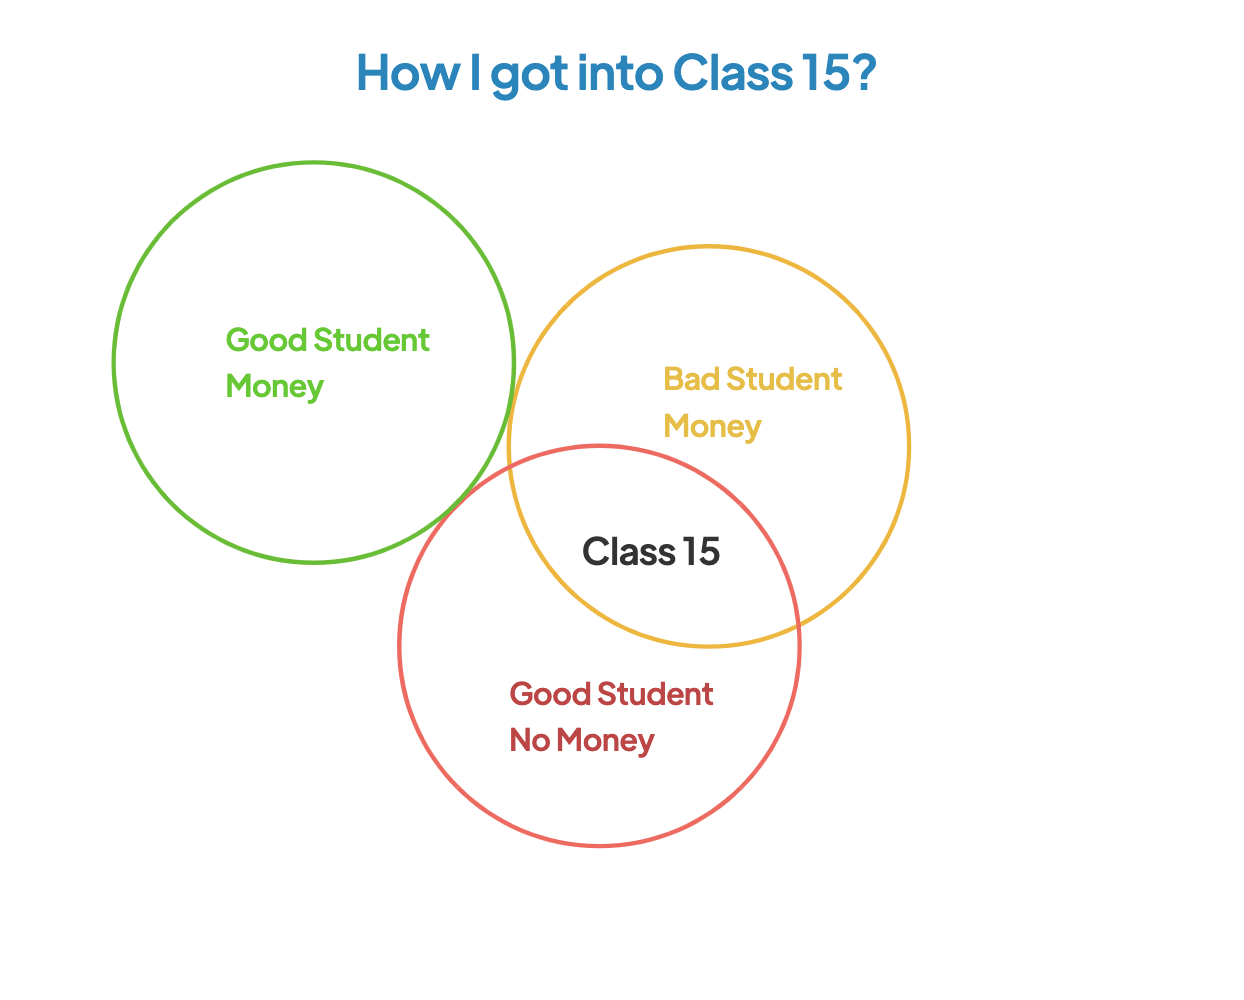 How I got into Class 15?
Good Student
Money
Bad Student
Money
Class 15
Good Student
No Money